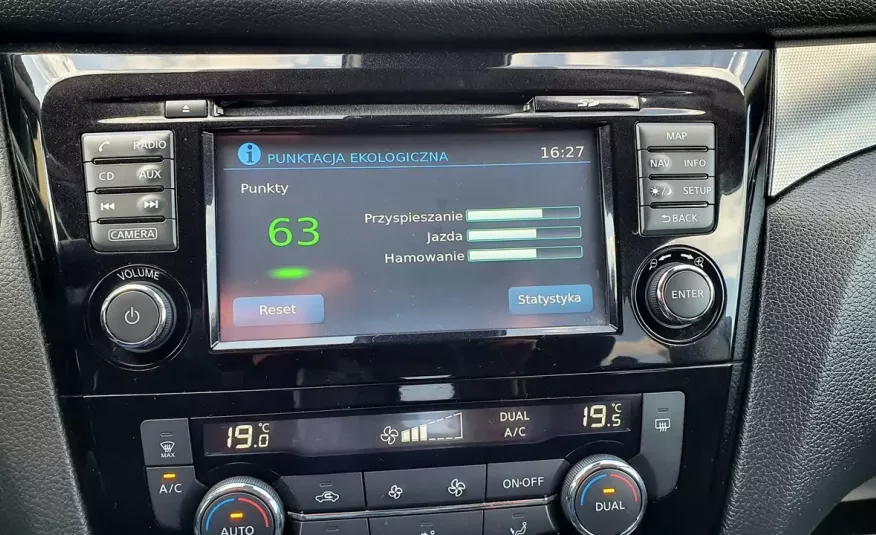 SD
RADIO
CD AUX
CAMERA
VOLUME
i PUNKTACJA EKOLOGICZNA 16:27
Punkty
63
Przyspieszanie
Jazda
Hamowanie
Reset
Statystyka
MAP
NAV INFO
SETUP
BACK
ENTER
19.0 °C
DUAL
A/C
19.5 °C
MAX
A/C
AUTO
ON·OFF
DUAL